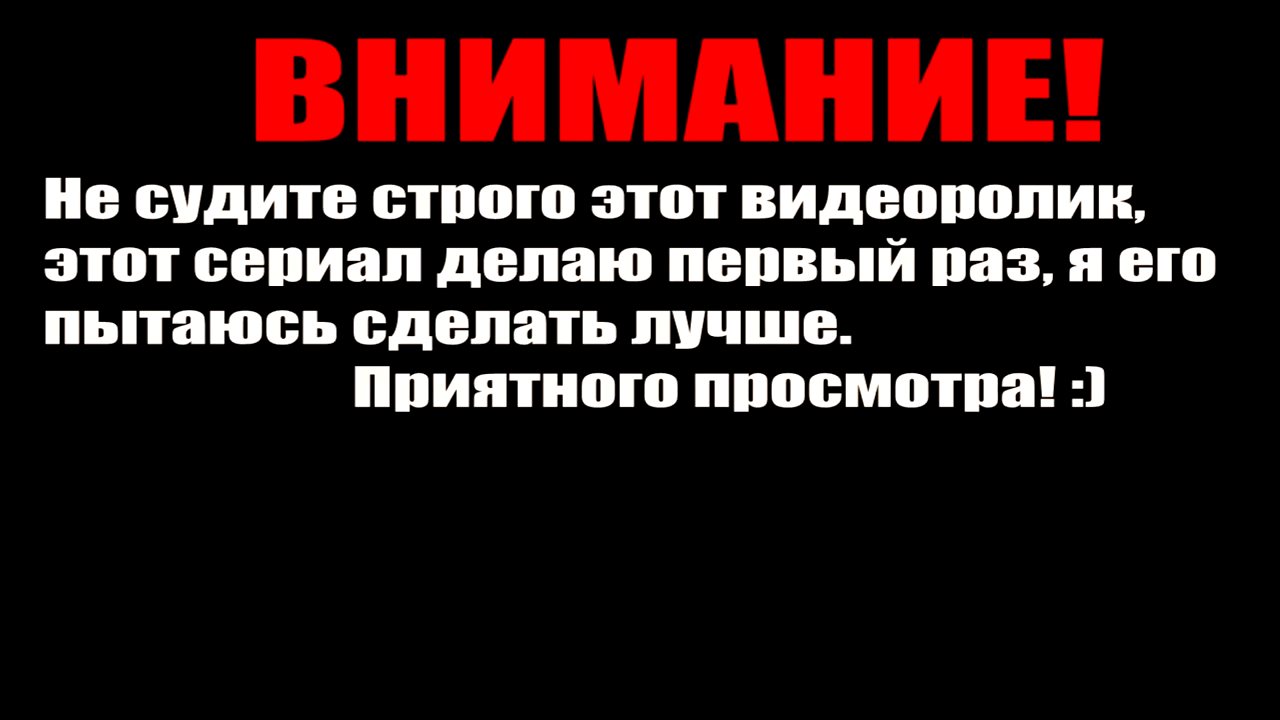 ВНИМАНИЕ!
Не судите строго этот видеоролик,
этот сериал делаю первый раз, я его
пытаюсь сделать лучше.
Приятного просмотра! :)